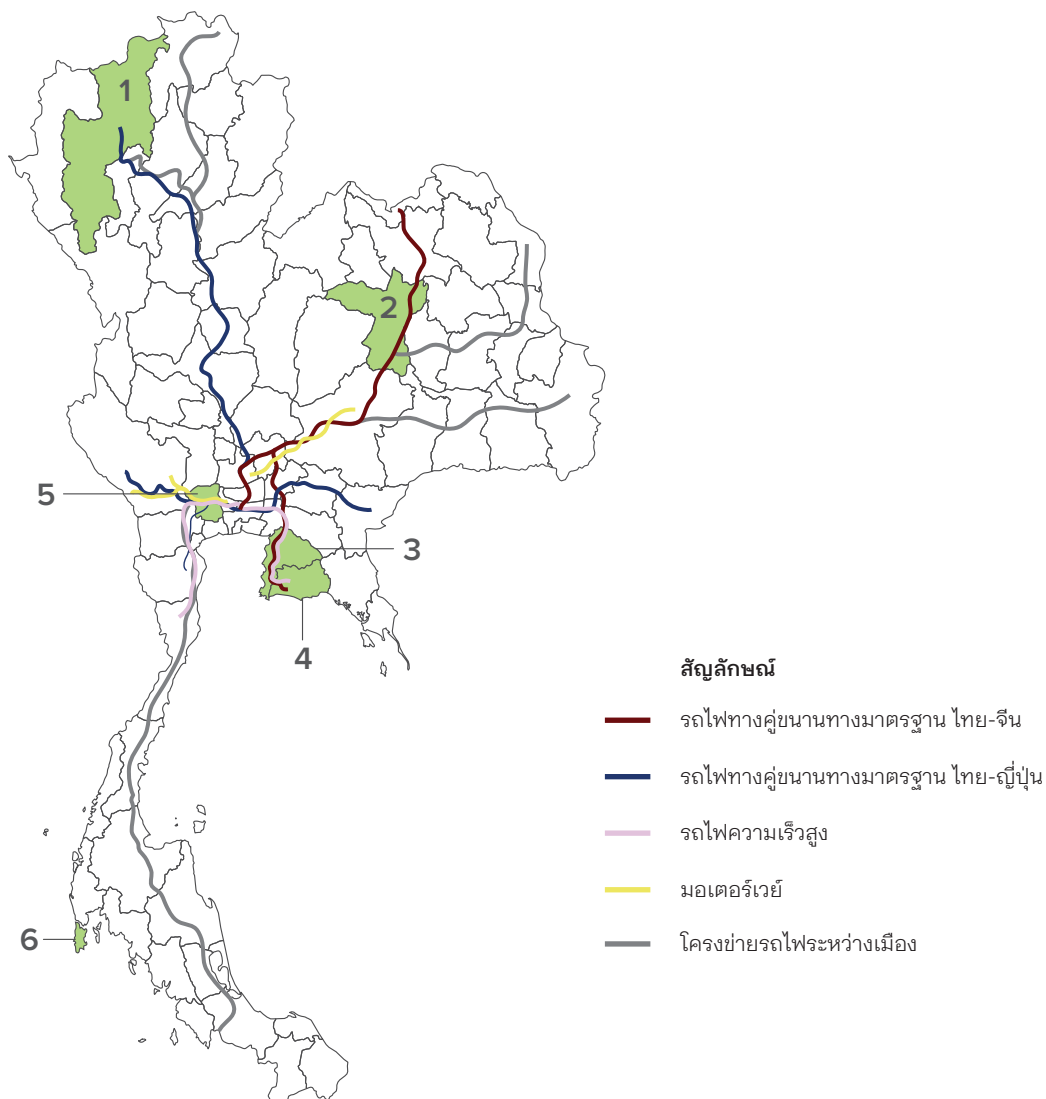 1
2
5
3
4
6
สัญลักษณ์
รถไฟทางคู่ขนานทางมาตรฐาน ไทย-จีน
รถไฟทางคู่ขนานทางมาตรฐาน ไทย-ญี่ปุ่น
รถไฟความเร็วสูง
มอเตอร์เวย์
โครงข่ายรถไฟระหว่างเมือง